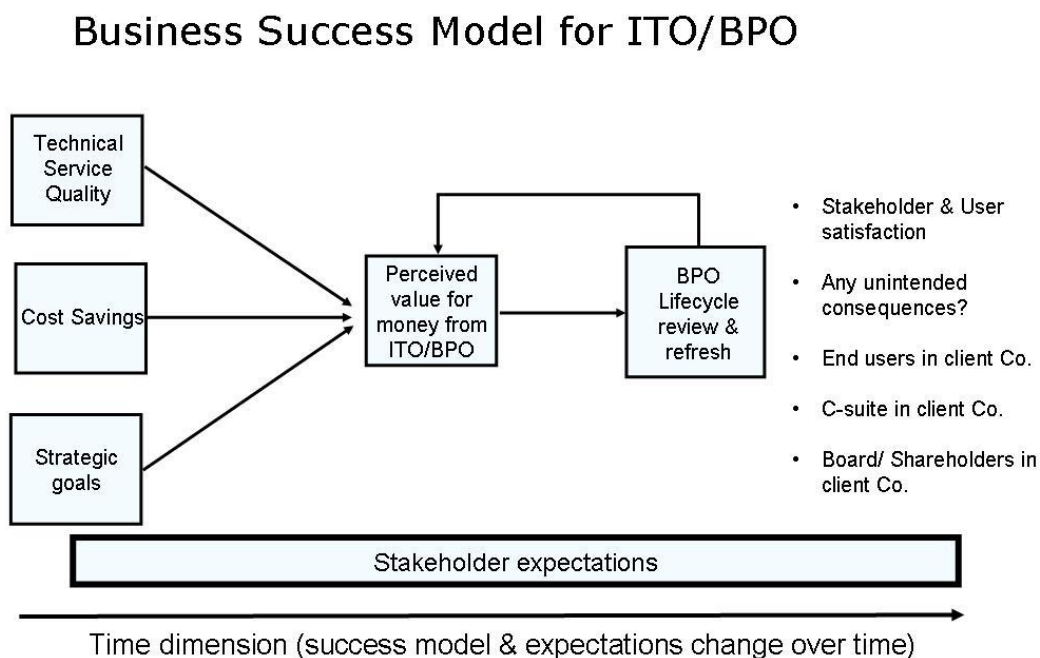 Business Success Model for ITO/BPO
Technical
Service
Quality
Cost Savings
Strategic
goals
Perceived
value for
money from
ITO/BPO
BPO
Lifecycle
review &
refresh
• Stakeholder & User
satisfaction
• Any unintended
consequences?
• End users in client Co.
• C-suite in client Co.
• Board/ Shareholders in
client Co.
Stakeholder expectations
Time dimension (success model & expectations change over time)